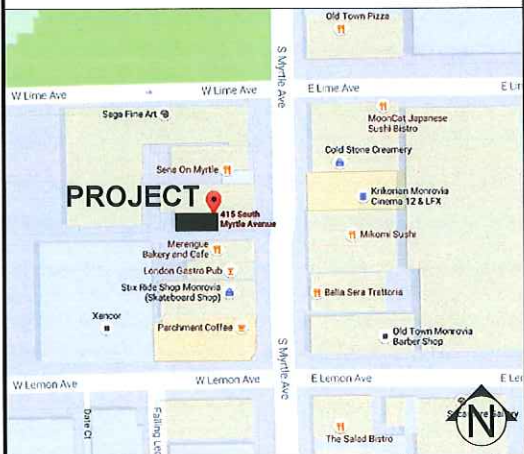 Old Town Pizza
S Myrtle Ave
W Lime Ave
W Lime Ave
E Lime Ave
Saga Fine Art
MoonCat Japanese
Sushi Bistro
Cold Stone Creamery
Sena On Myrtle
PROJECT
415 South
Myrtle Avenue
Krikorian Monrovia
Cinema 12 & LFX
Merengue
Bakery and Cafe
Mikomi Sushi
London Gastro Pub
Stix Ride Shop Monrovia
(Skateboard Shop)
Bella Sera Trattoria
Xencor
Parchment Coffee
Old Town Monrovia
Barber Shop
S Myrtle Ave
W Lemon Ave
W Lemon Ave
E Lemon Ave
Date Ct
The Salad Bistro
N